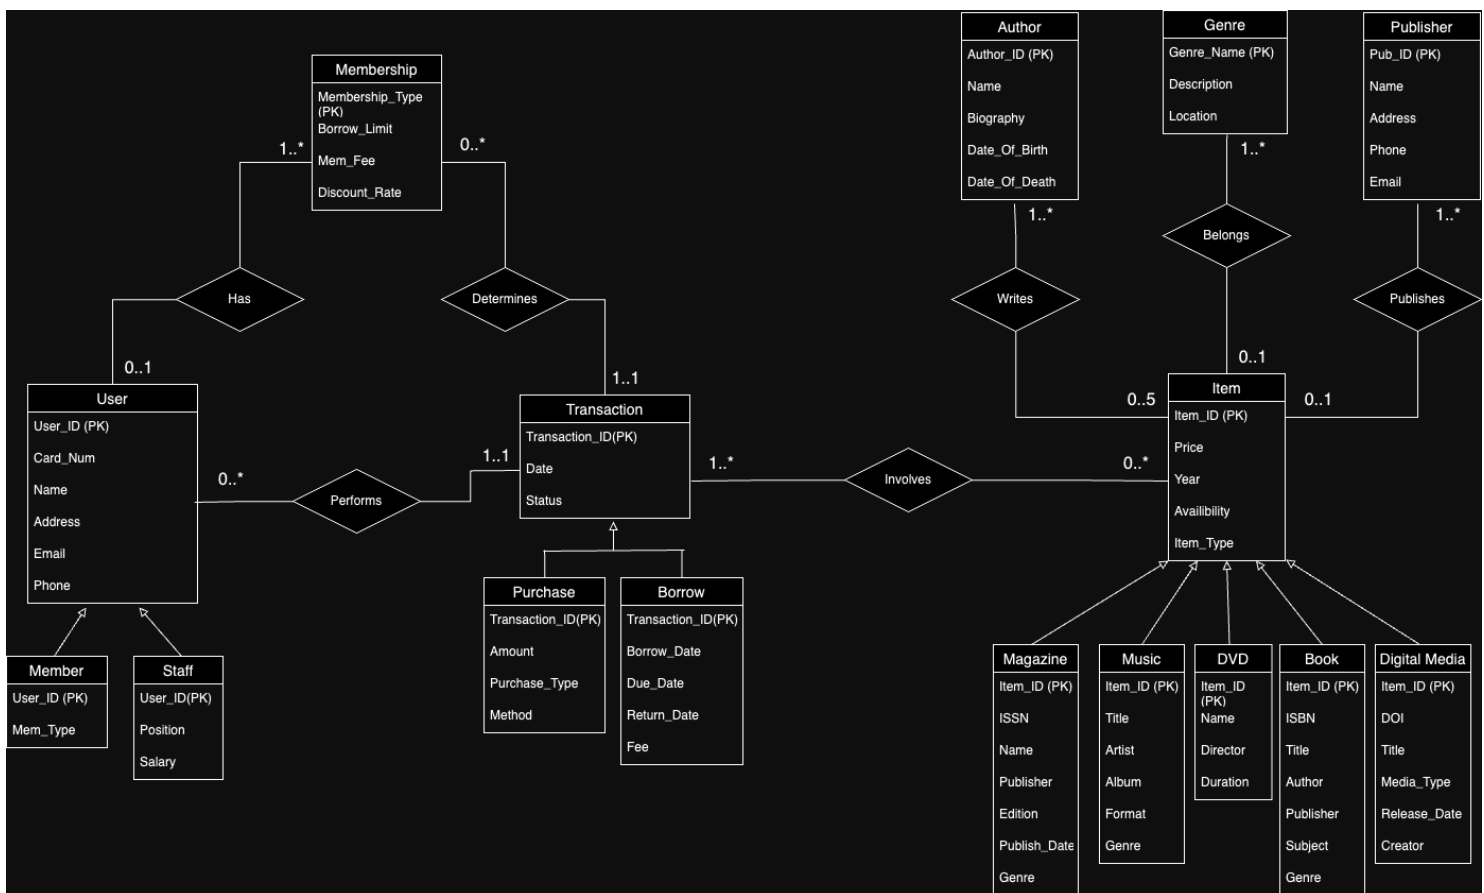 Membership
Membership_Type
(PK)
Borrow_Limit
Mem_Fee
Discount_Rate
1..*
0..*
Has
Determines
0..1
1..1
User
User_ID (PK)
Card_Num
Name
Address
Email
Phone
0..*
Performs
1..1
Transaction
Transaction_ID(PK)
Date
Status
1..*
Involves
0..*
Member
User_ID (PK)
Mem_Type
Staff
User_ID(PK)
Position
Salary
Purchase
Transaction_ID(PK)
Amount
Purchase_Type
Method
Borrow
Transaction_ID(PK)
Borrow_Date
Due_Date
Return_Date
Fee
Author
Author_ID (PK)
Name
Biography
Date_Of_Birth
Date_Of_Death
1..*
Writes
0..5
Genre
Genre_Name (PK)
Description
Location
1..*
Belongs
0..1
Publisher
Pub_ID (PK)
Name
Address
Phone
Email
1..*
Publishes
0..1
Item
Item_ID (PK)
Price
Year
Availibility
Item_Type
Magazine
Item_ID (PK)
ISSN
Name
Publisher
Edition
Publish_Date
Genre
Music
Item_ID (PK)
Title
Artist
Album
Format
Genre
DVD
Item_ID
(PK)
Name
Director
Duration
Book
Item_ID (PK)
ISBN
Title
Author
Publisher
Subject
Genre
Digital Media
Item_ID (PK)
DOI
Title
Media_Type
Release_Date
Creator